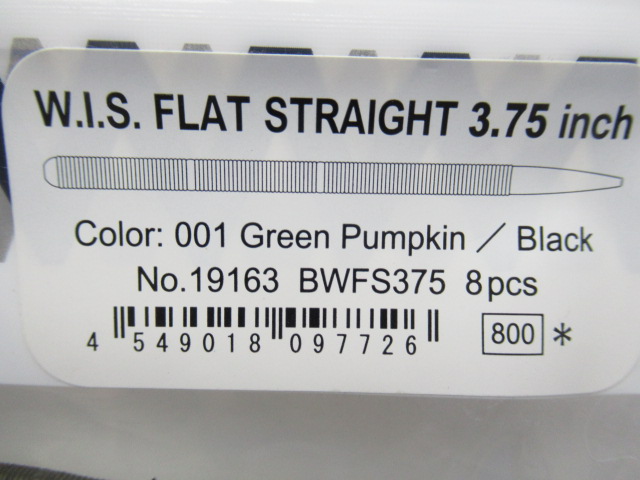 W.I.S. FLAT STRAIGHT 3.75 inch
Color: 001 Green Pumpkin / Black
No.19163 BWFS375 8pcs
4 549018 097726 800 *